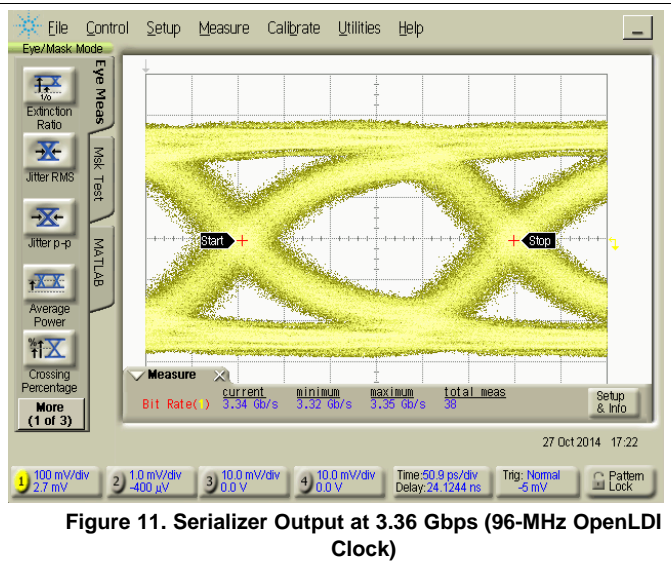 File Control Setup Measure Calibrate Utilities Help
Eye/Mask Mode
Eye Meas
Msk Test
MATLAB
1/0
Extinction
Ratio
Jitter RMS
Jitter p-p
Average
Power
Crossing
Percentage
More
(1 of 3)
Start
Stop
Measure
current minimum maximum total meas
Bit Rate(1) 3.34 Gb/s 3.32 Gb/s 3.35 Gb/s 38
Setup
& Info
27 Oct 2014 17:22
1 100 mV/div
2.7 mV
2 1.0 mV/div
-400 µV
3 10.0 mV/div
0.0 V
4 10.0 mV/div
0.0 V
Time:50.9 ps/div
Delay:24.1244 ns
Trig: Normal
-5 mV
Pattern
Lock
Figure 11. Serializer Output at 3.36 Gbps (96-MHz OpenLDI
Clock)